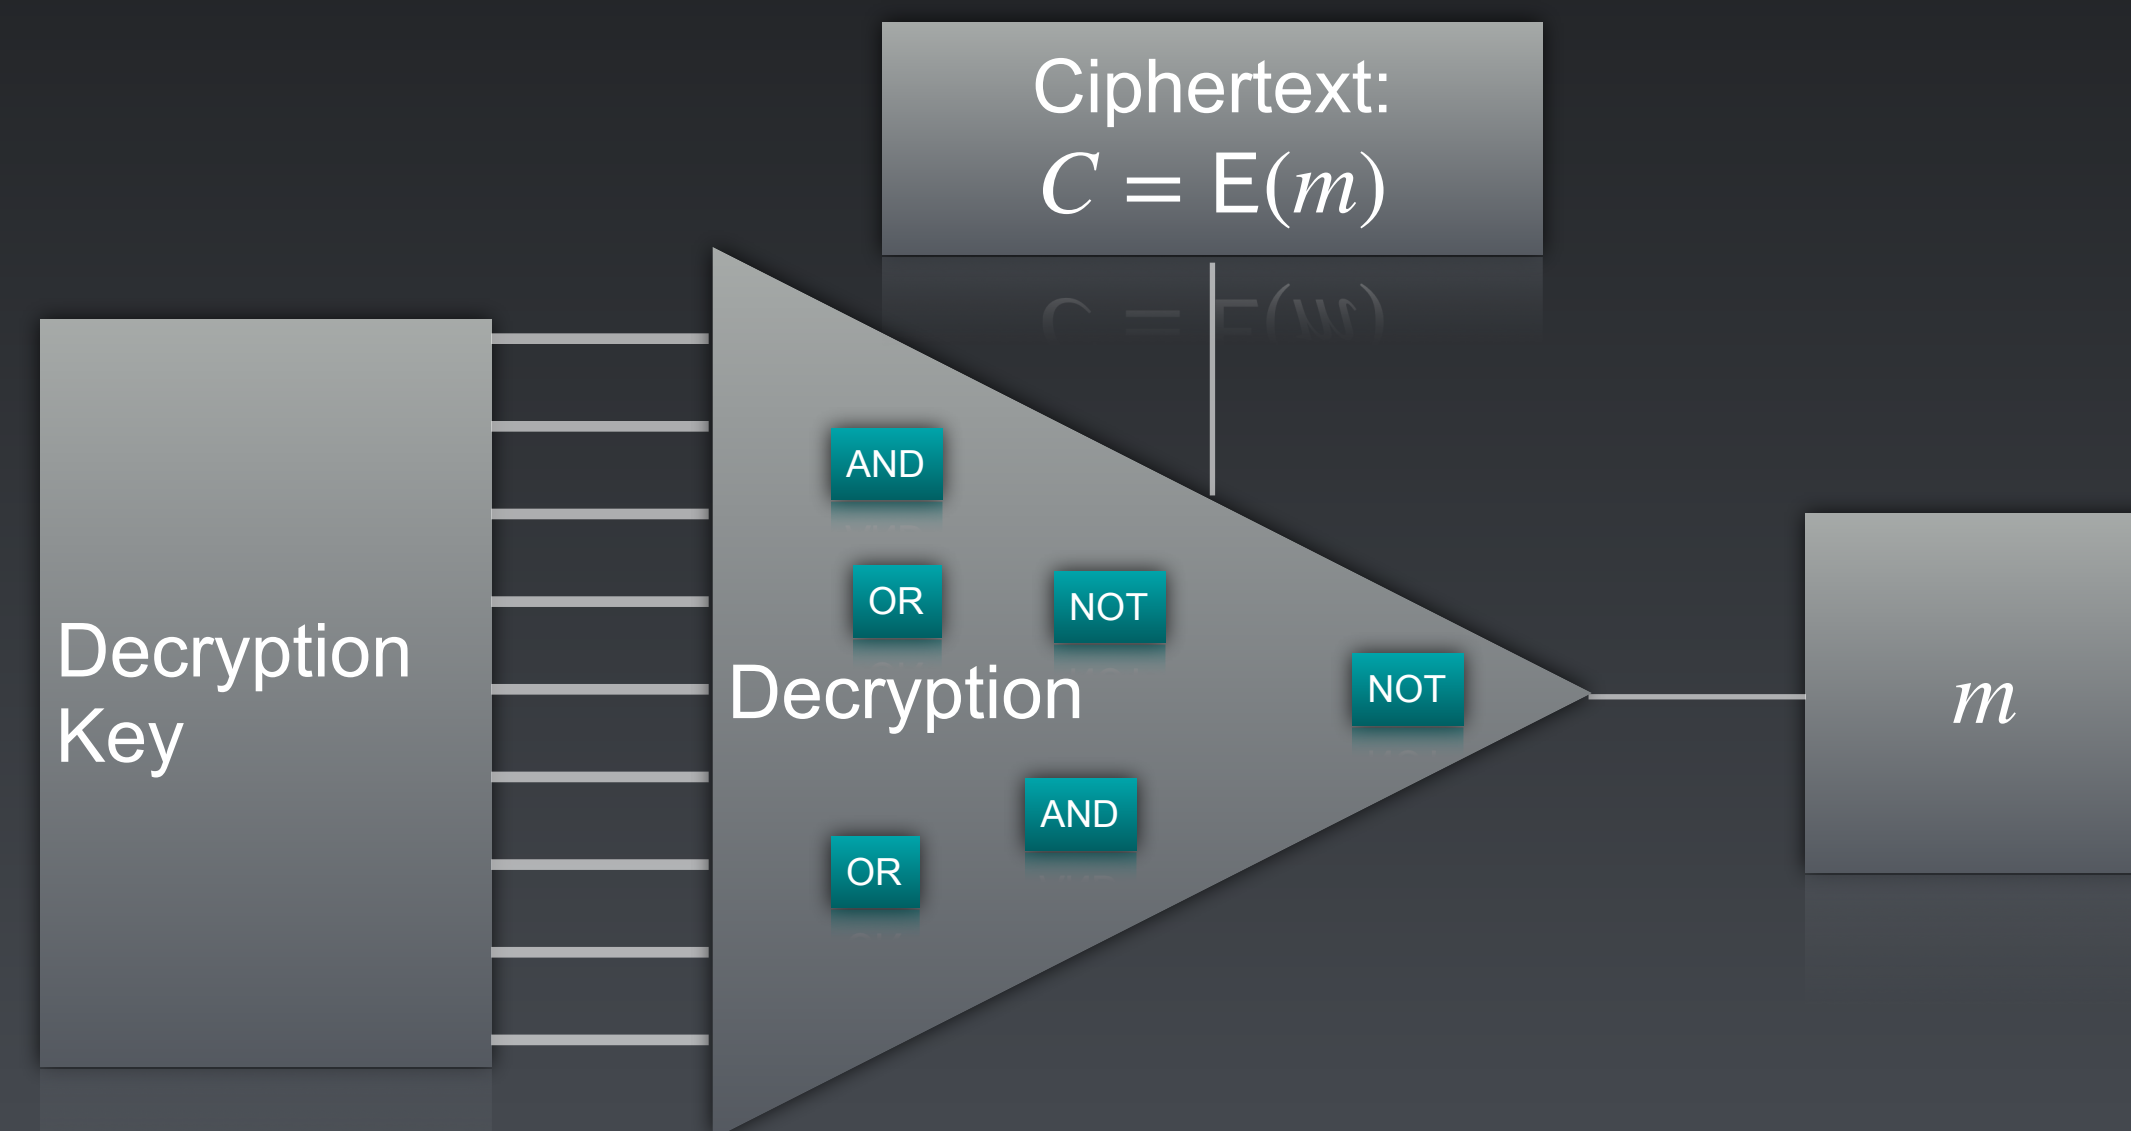 Ciphertext:
C = E(m)
AND
OR
NOT
Decryption
Key
Decryption
NOT
m
AND
OR